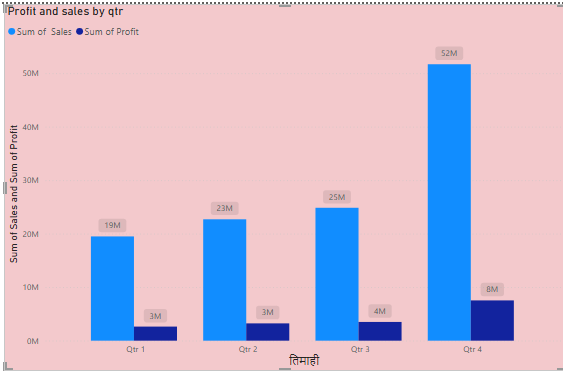 Profit and sales by qtr
Sum of Sales Sum of Profit
52M
50M
40M
30M
25M
23M
20M
19M
10M
8M
4M
3M
3M
0M
Sum of Sales and Sum of Profit
Qtr 1 Qtr 2 Qtr 3 Qtr 4
तिमाही